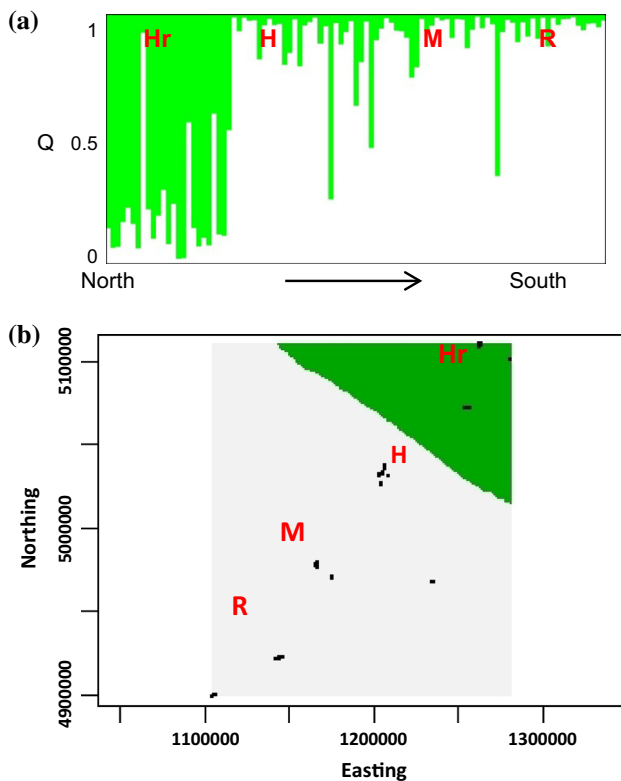 (a)
1
Hr H M R
Q 0.5
0
North South
(b)
Hr
H
M
R
Northing
5100000
5000000
4900000
1100000 1200000 1300000
Easting